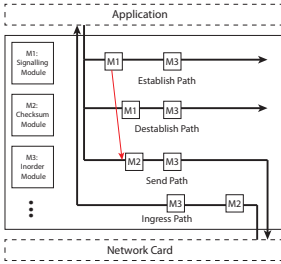 Application
M1:
Signalling
Module
M1
M3
Establish Path
M2:
Checksum
Module
M1
M3
Destablish Path
M3:
Inorder
Module
M2
M3
Send Path
M3
M2
Ingress Path
Network Card